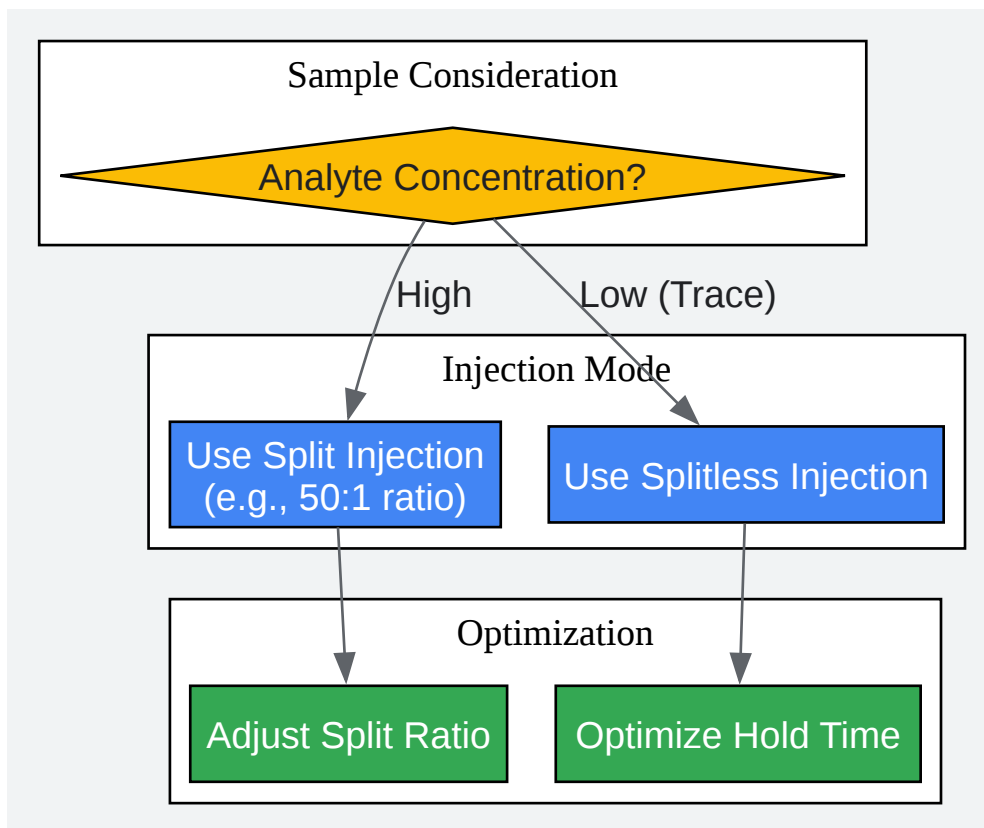 Sample Consideration
Analyte Concentration?
High
Low (Trace)
Injection Mode
Use Split Injection
(e.g., 50:1 ratio)
Use Splitless Injection
Optimization
Adjust Split Ratio
Optimize Hold Time